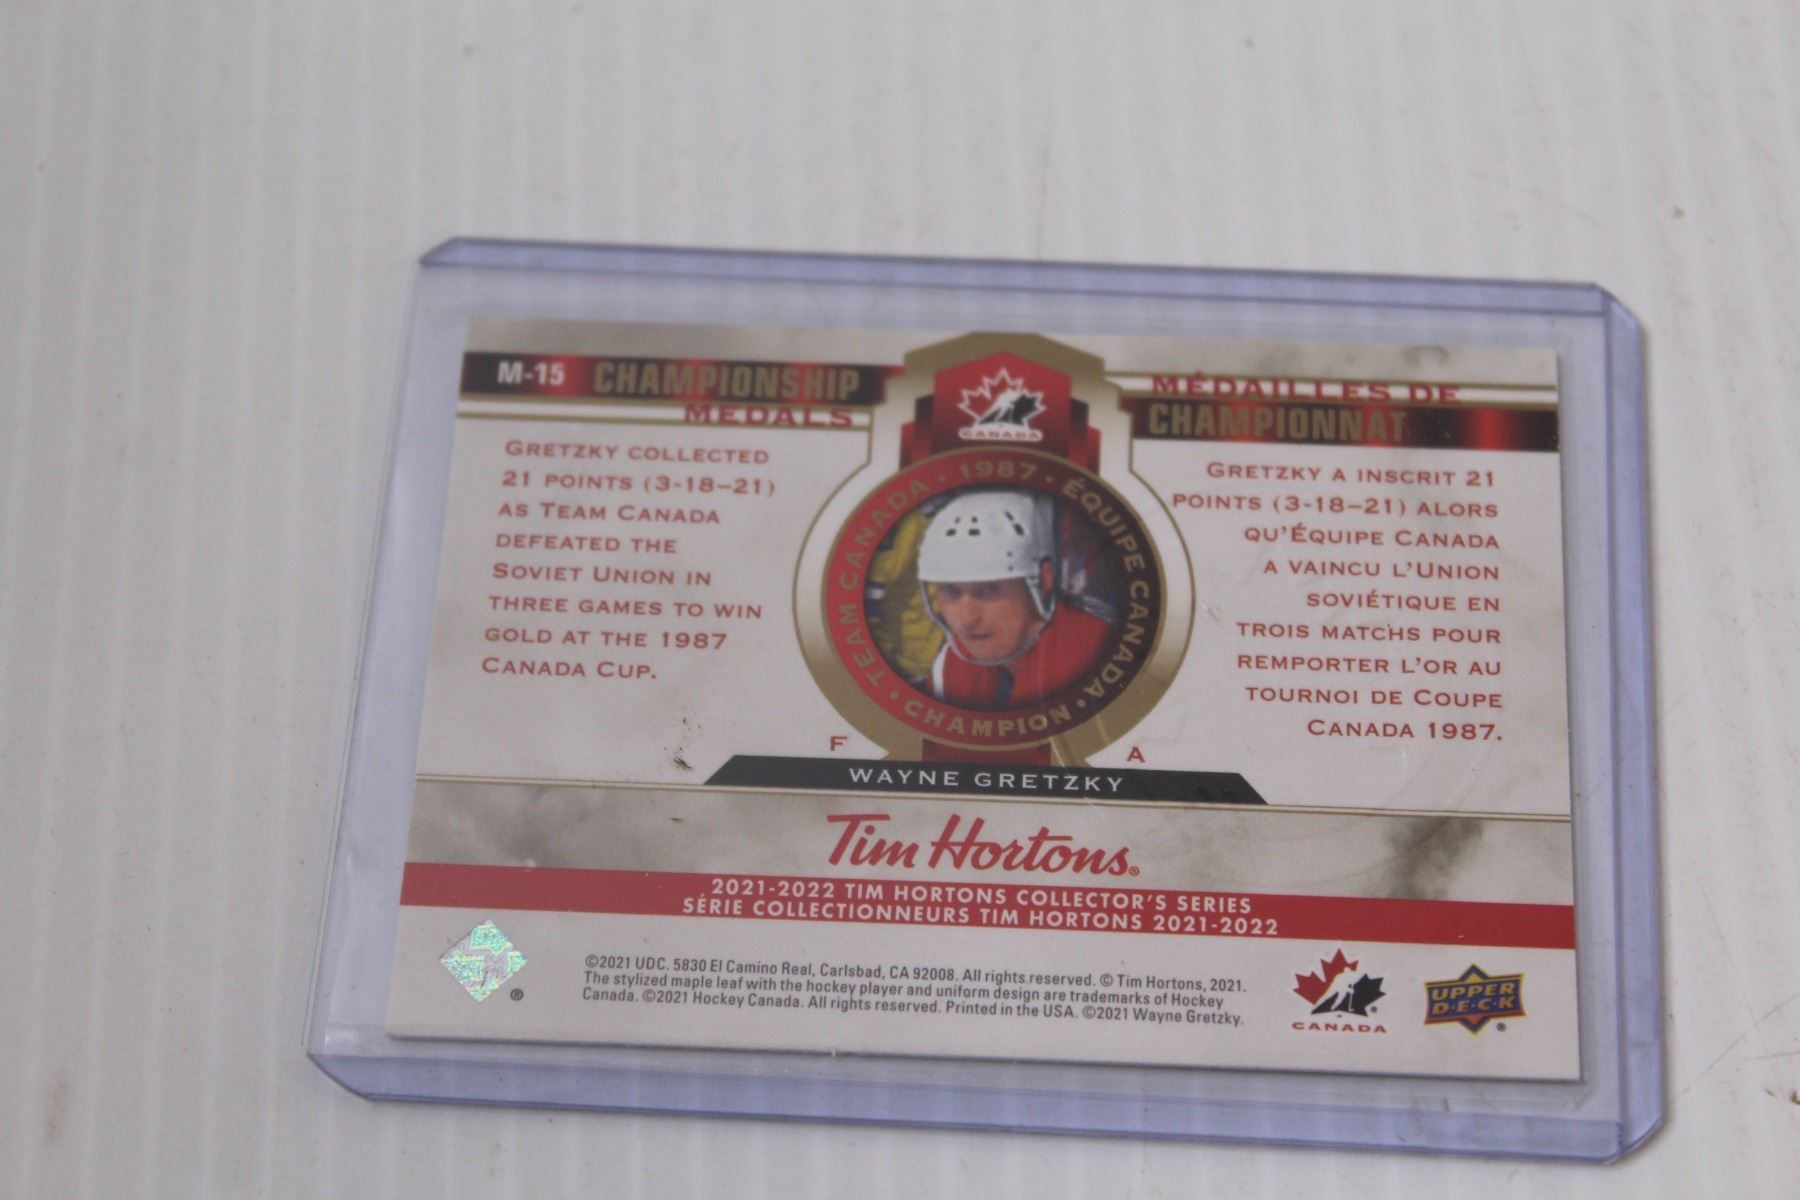 M-15 CHAMPIONSHIP
MEDALS
GRETZKY COLLECTED
21 POINTS (3-18–21)
AS TEAM CANADA
DEFEATED THE
SOVIET UNION IN
THREE GAMES TO WIN
GOLD AT THE 1987
CANADA CUP.
CANADA
TEAM CANADA • 1987 • ÉQUIPE CANADA •
CHAMPION •
MÉDAILLES DE
CHAMPIONNAT
GRETZKY A INSCRIT 21
POINTS (3-18–21) ALORS
QU'ÉQUIPE CANADA
A VAINCU L'UNION
SOVIÉTIQUE EN
TROIS MATCHS POUR
REMPORTER L'OR AU
TOURNOI DE COUPE
CANADA 1987.
F
A
WAYNE GRETZKY
Tim Hortons®
2021-2022 TIM HORTONS COLLECTOR'S SERIES
SÉRIE COLLECTIONNEURS TIM HORTONS 2021-2022
®
©2021 UDC. 5830 El Camino Real, Carlsbad, CA 92008. All rights reserved. © Tim Hortons, 2021.
The stylized maple leaf with the hockey player and uniform design are trademarks of Hockey
Canada. ©2021 Hockey Canada. All rights reserved. Printed in the USA. ©2021 Wayne Gretzky.
®
CANADA
UPPER
D·E·C·K
®